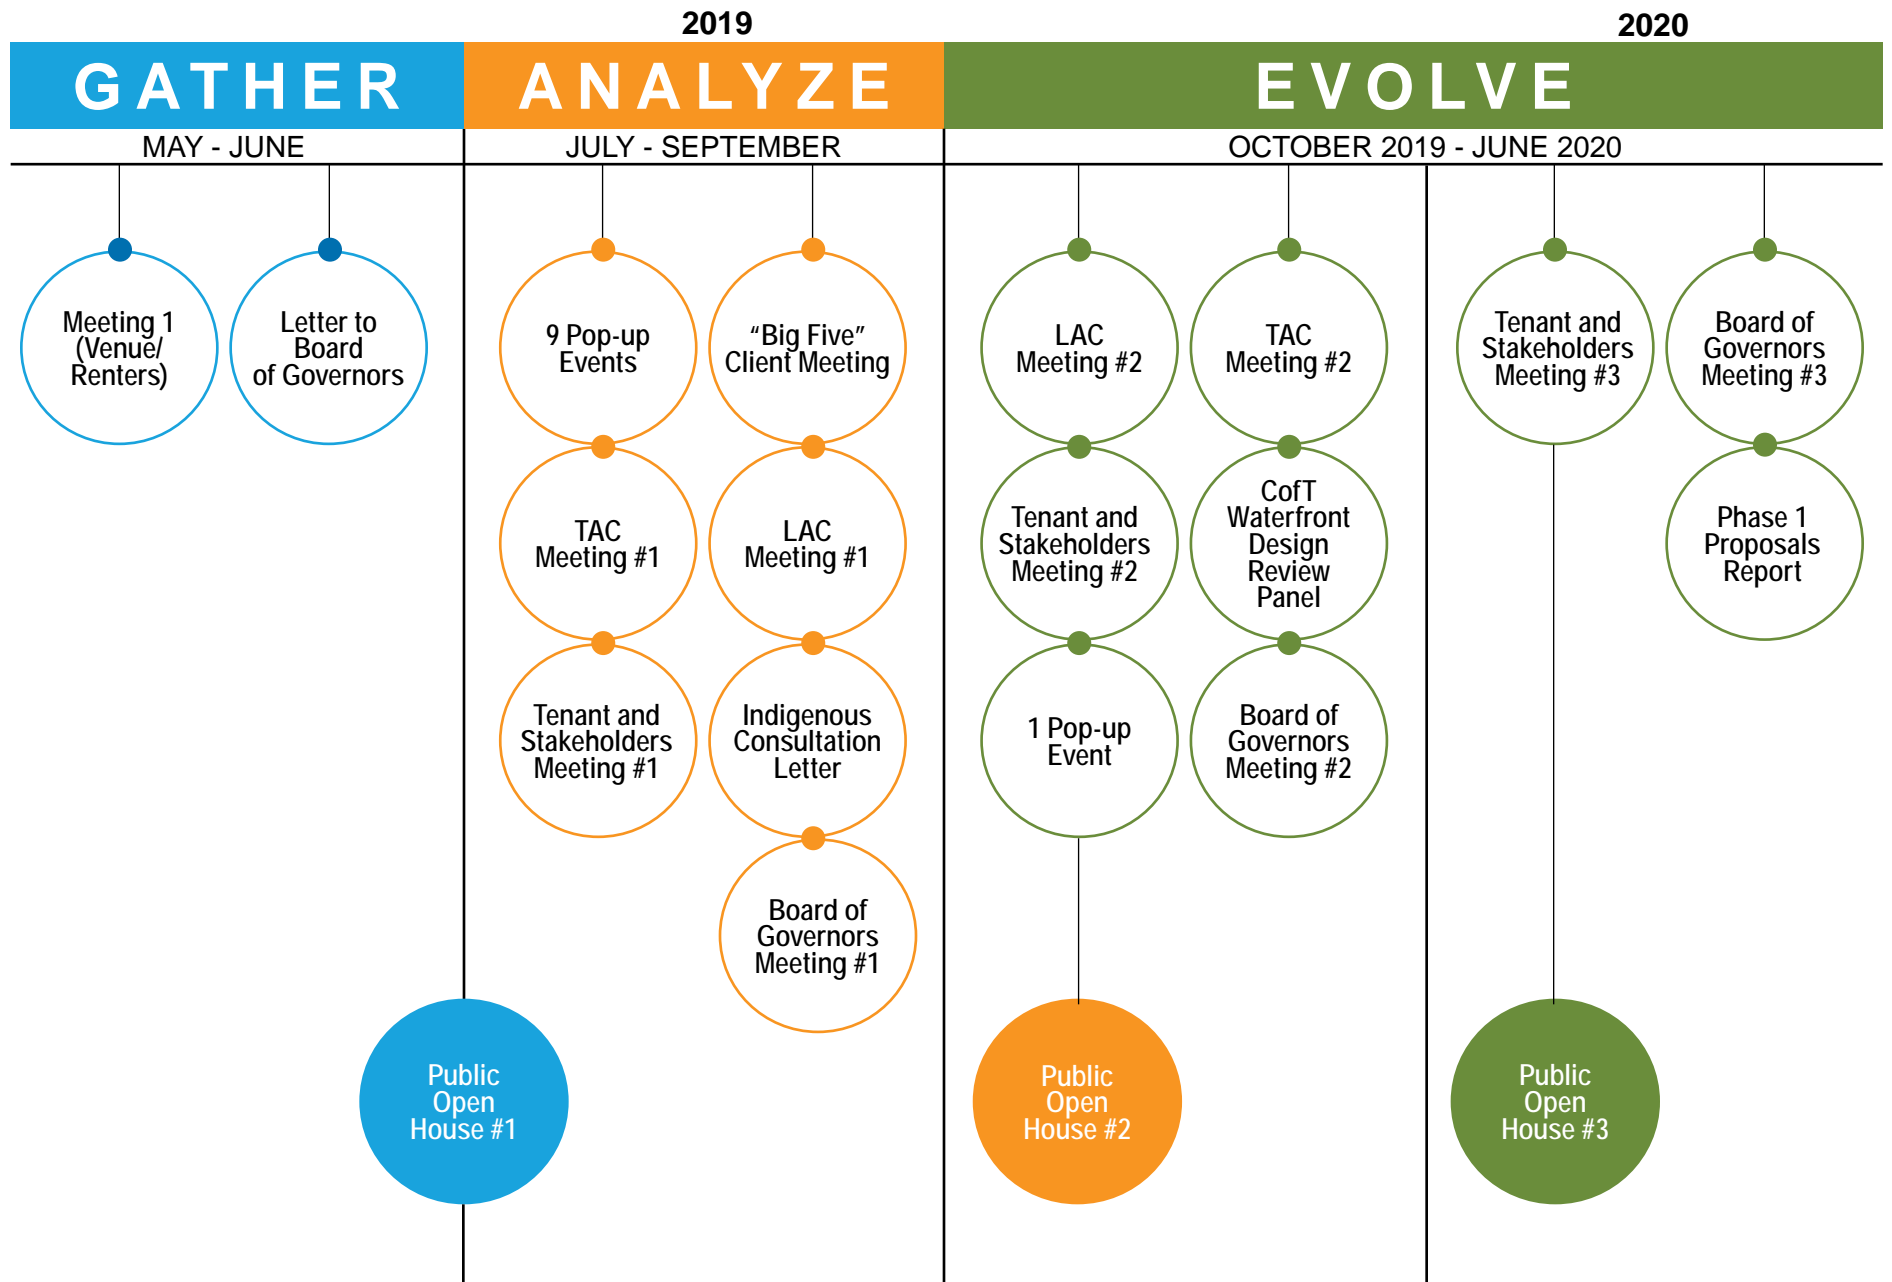 2019
2020
GATHER
ANALYZE
EVOLVE
MAY - JUNE
JULY - SEPTEMBER
OCTOBER 2019 - JUNE 2020
Meeting 1
(Venue/
Renters)
Letter to
Board
of Governors
9 Pop-up
Events
“Big Five”
Client Meeting
LAC
Meeting #2
TAC
Meeting #2
Tenant and
Stakeholders
Meeting #3
Board of
Governors
Meeting #3
TAC
Meeting #1
LAC
Meeting #1
Tenant and
Stakeholders
Meeting #2
CofT
Waterfront
Design
Review
Panel
Phase 1
Proposals
Report
Tenant and
Stakeholders
Meeting #1
Indigenous
Consultation
Letter
1 Pop-up
Event
Board of
Governors
Meeting #2
Board of
Governors
Meeting #1
Public
Open
House #1
Public
Open
House #2
Public
Open
House #3